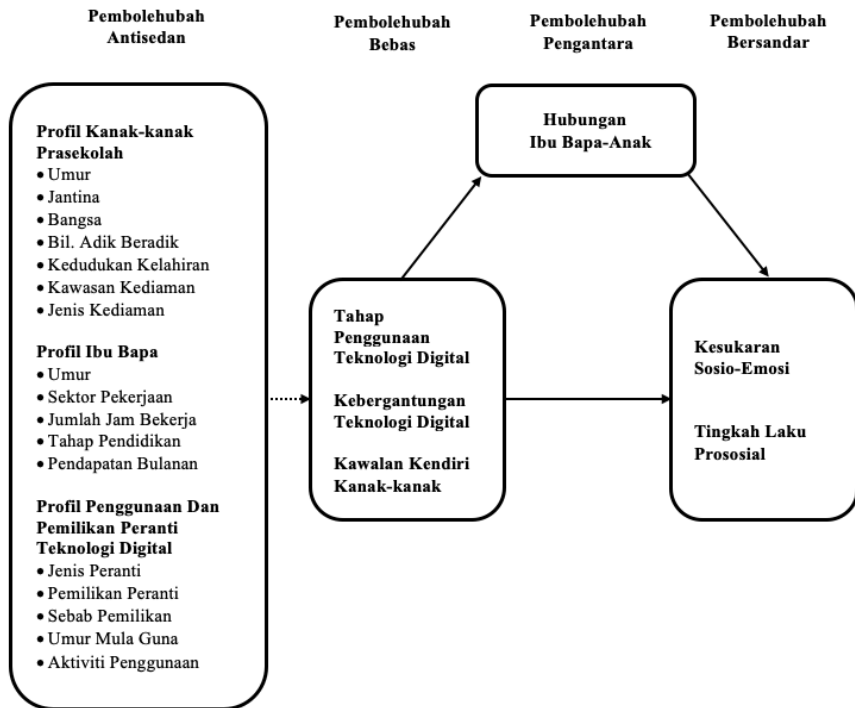 Pembolehubah
Antisedan
Pembolehubah
Bebas
Pembolehubah
Pengantara
Pembolehubah
Bersandar
Profil Kanak-kanak
Prasekolah
• Umur
• Jantina
• Bangsa
• Bil. Adik Beradik
• Kedudukan Kelahiran
• Kawasan Kediaman
• Jenis Kediaman
Profil Ibu Bapa
• Umur
• Sektor Pekerjaan
• Jumlah Jam Bekerja
• Tahap Pendidikan
• Pendapatan Bulanan
Profil Penggunaan Dan
Pemilikan Peranti
Teknologi Digital
• Jenis Peranti
• Pemilikan Peranti
• Sebab Pemilikan
• Umur Mula Guna
• Aktiviti Penggunaan
Tahap
Penggunaan
Teknologi Digital
Kebergantungan
Teknologi Digital
Kawalan Kendiri
Kanak-kanak
Hubungan
Ibu Bapa-Anak
Kesukaran
Sosio-Emosi
Tingkah Laku
Prososial